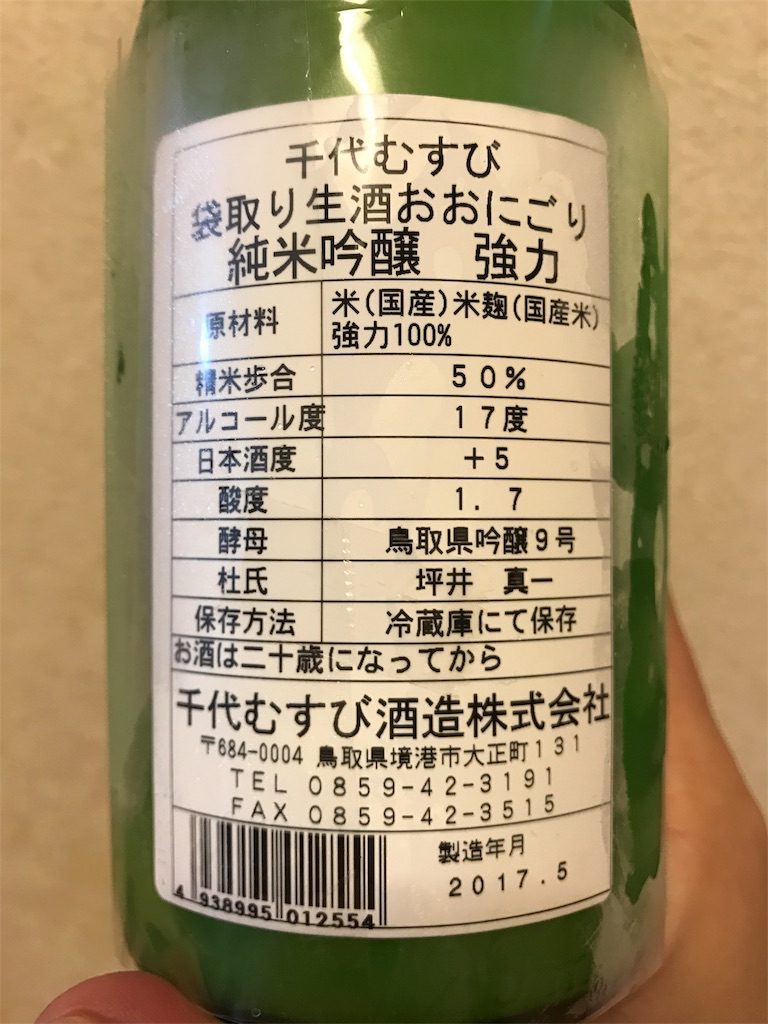 千代むすび
袋取り生酒おおにごり
純米吟醸 強力
原材料 米(国産)米麹(国産米)
強力100%
精米歩合 50%
アルコール度 17度
日本酒度 +5
酸度 1.7
酵母 鳥取県吟醸9号
杜氏 坪井 真一
保存方法 冷蔵庫にて保存
お酒は二十歳になってから
千代むすび酒造株式会社
〒684-0004 鳥取県境港市大正町131
TEL 0859-42-3191
FAX 0859-42-3515
製造年月
2017.5
4 938995 012554